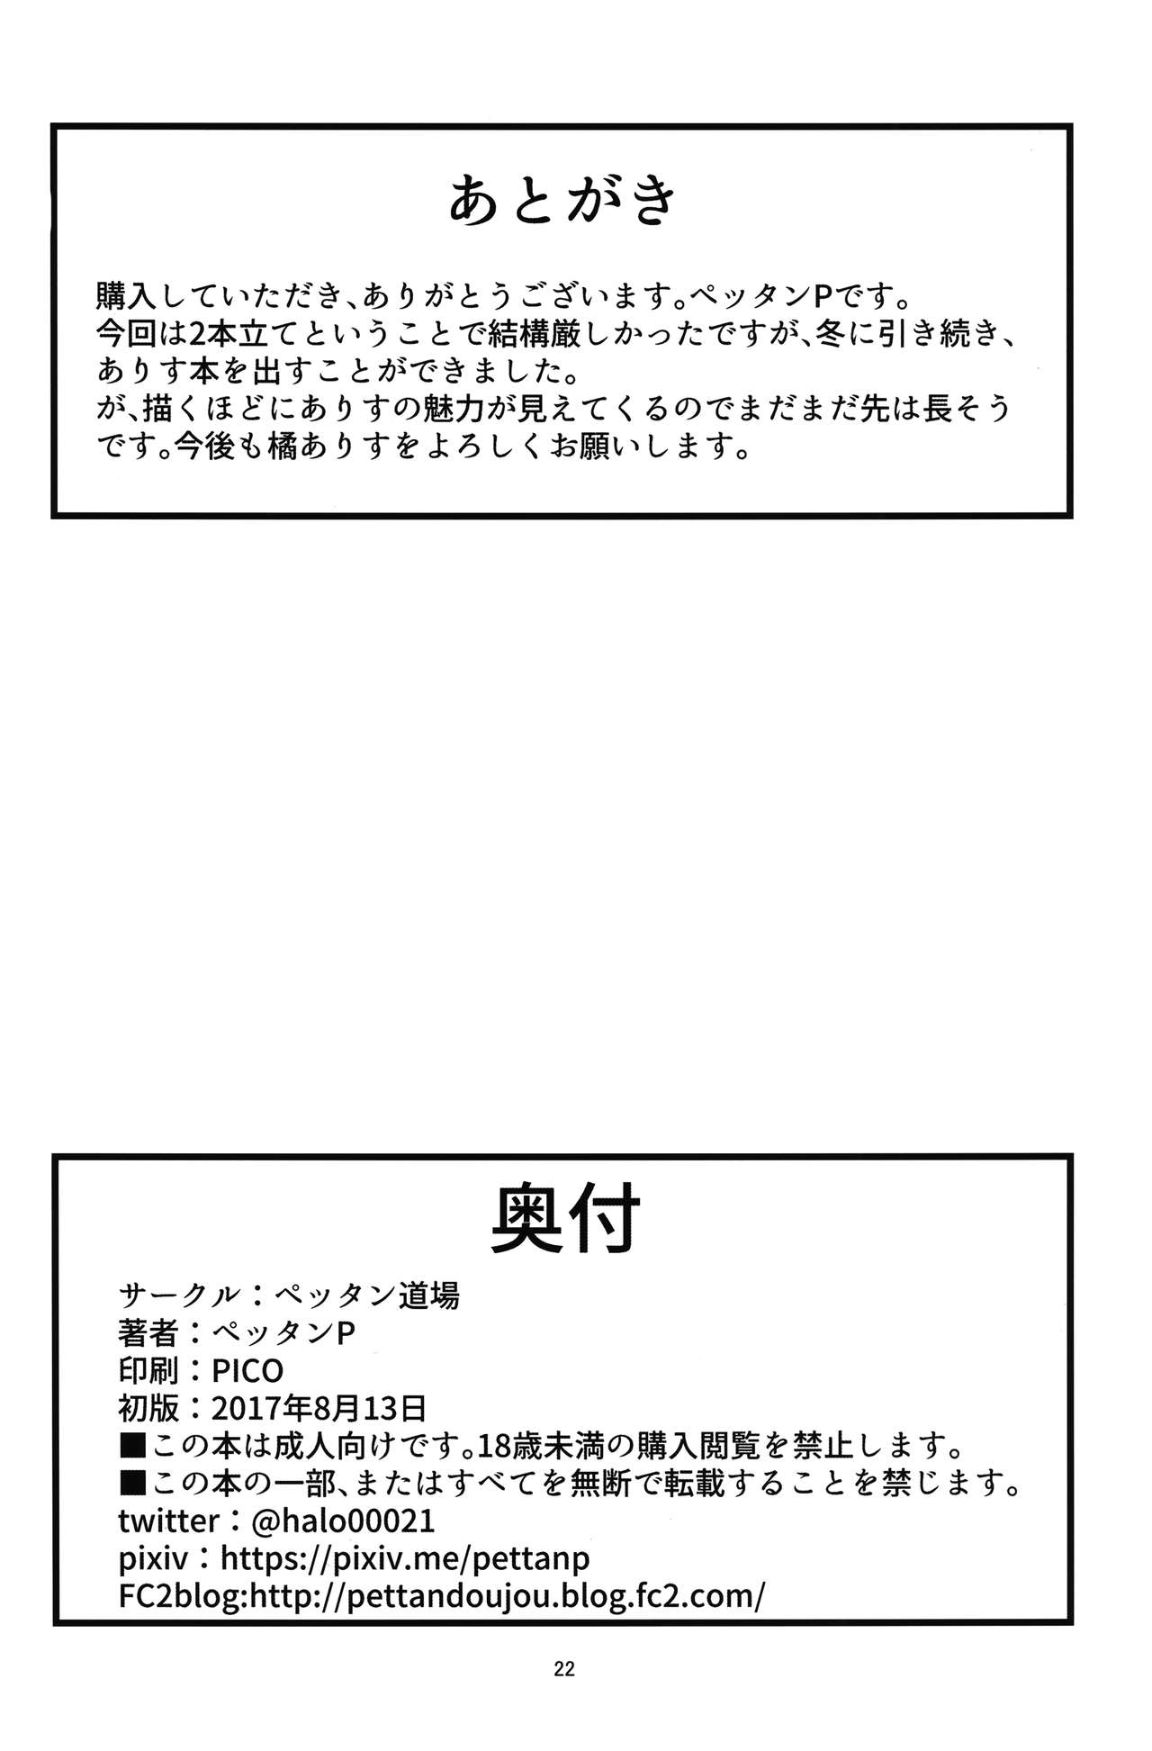 あとがき
購入していただき、ありがとうございます。ペッタンPです。
今回は2本立てということで結構厳しかったですが、冬に引き続き、
ありす本を出すことができました。
が、描くほどにありすの魅力が見えてくるのでまだまだ先は長そう
です。今後も橘ありすをよろしくお願いします。
奥付
サークル：ペッタン道場
著者：ペッタンP
印刷：PICO
初版：2017年8月13日
■この本は成人向けです。18歳未満の購入閲覧を禁止します。
■この本の一部、またはすべてを無断で転載することを禁じます。
twitter：@halo00021
pixiv：https://pixiv.me/pettanp
FC2blog:http://pettandoujou.blog.fc2.com/
22